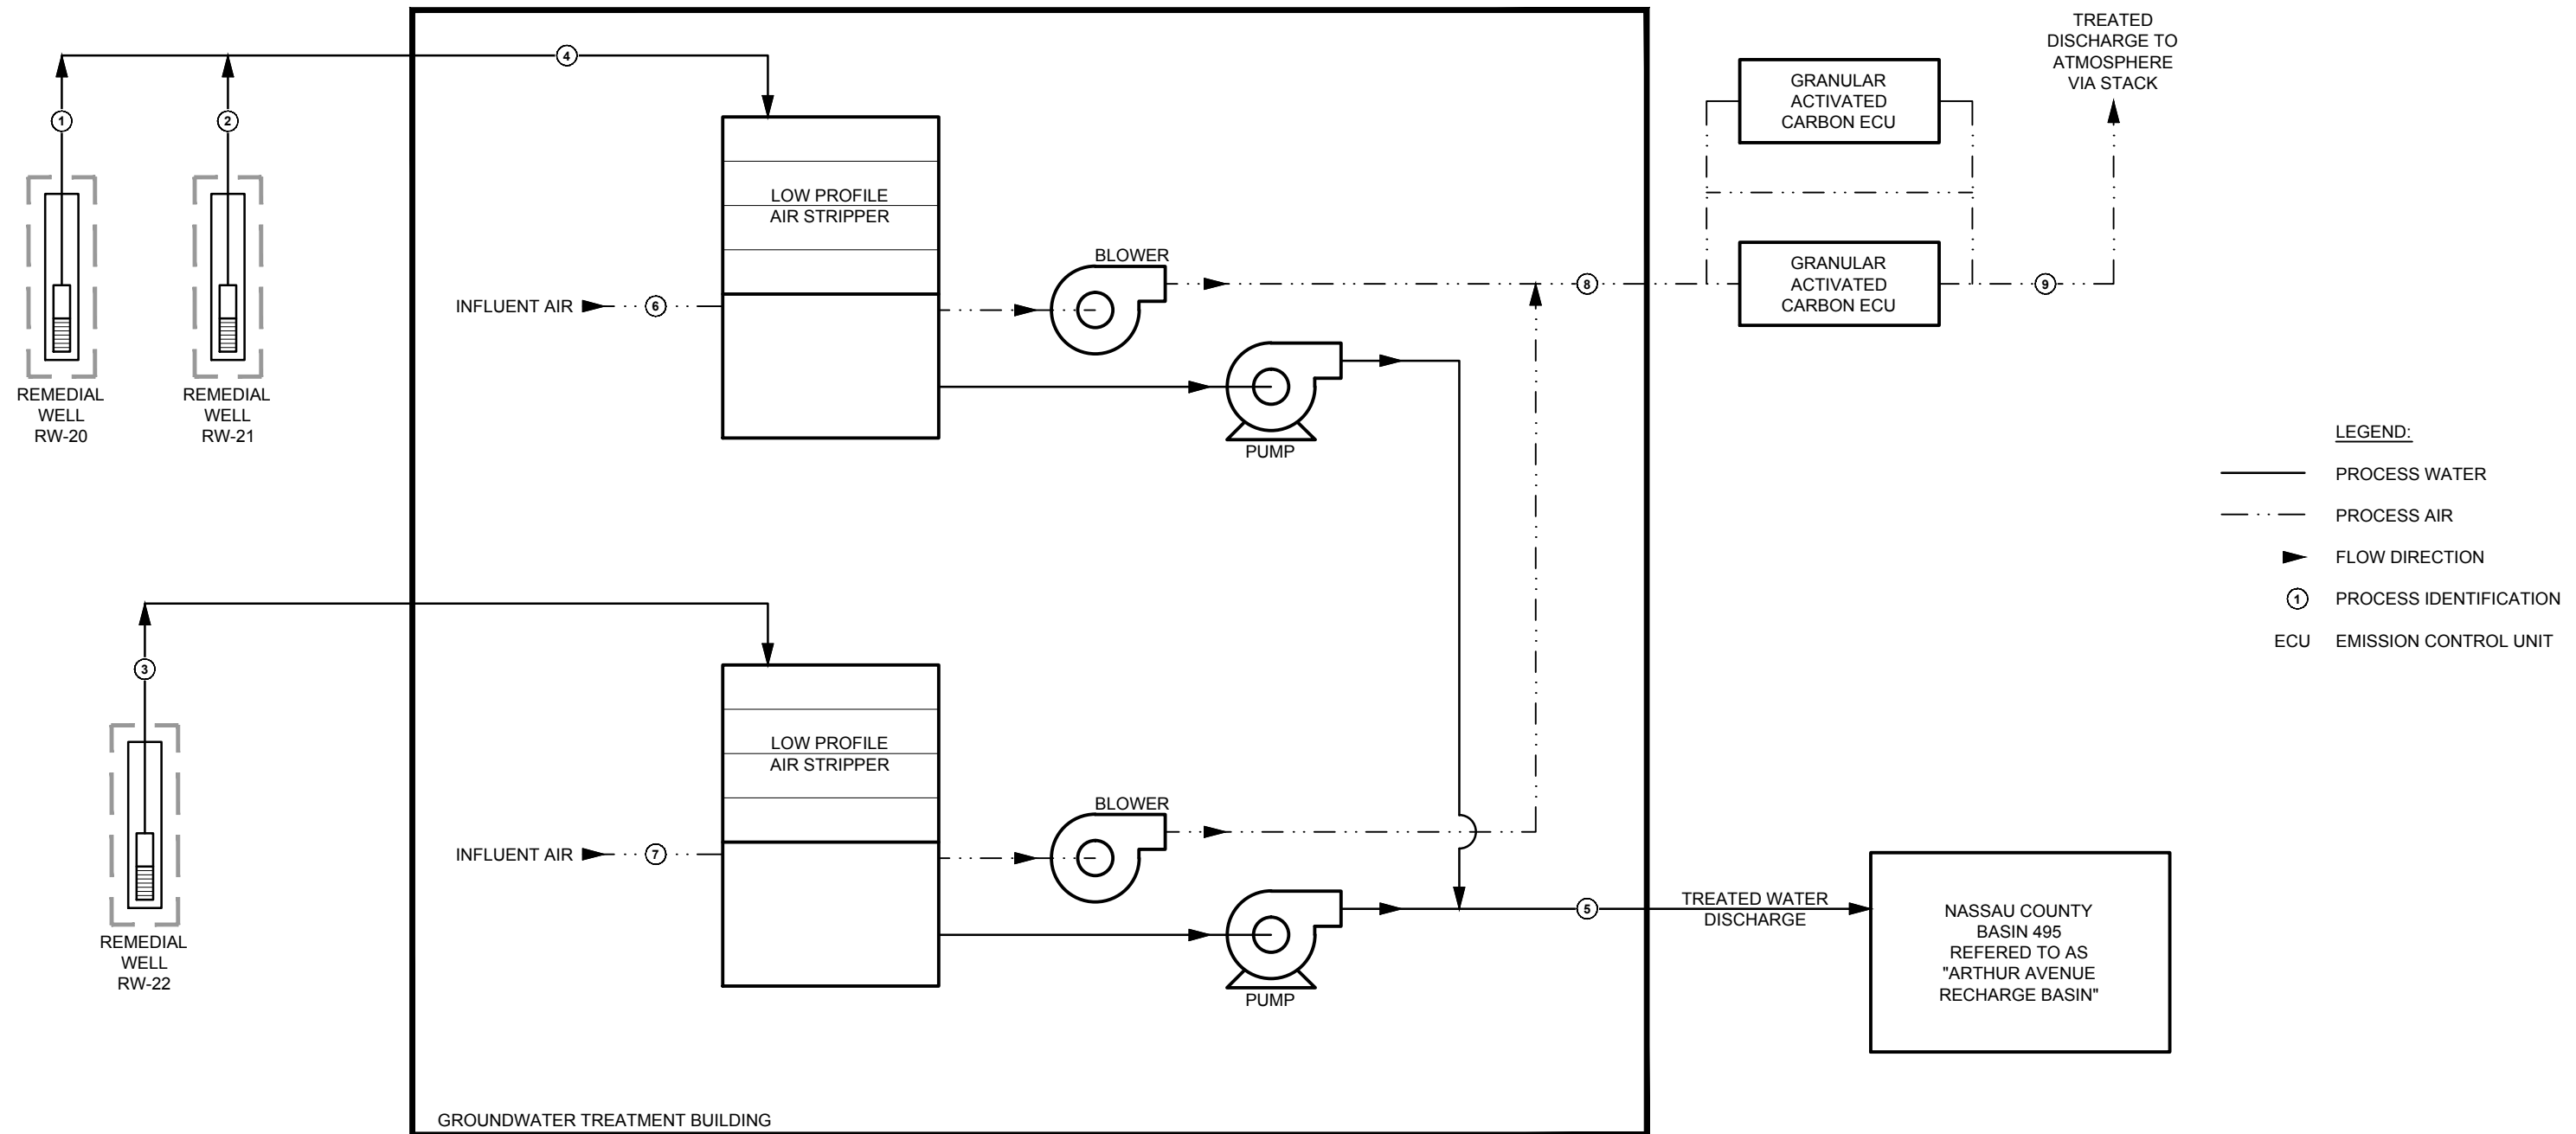 TREATED
DISCHARGE TO
ATMOSPHERE
VIA STACK
4
GRANULAR
ACTIVATED
CARBON ECU
1
2
LOW PROFILE
AIR STRIPPER
BLOWER
INFLUENT AIR
6
8
GRANULAR
ACTIVATED
CARBON ECU
9
REMEDIAL
WELL
RW-20
REMEDIAL
WELL
RW-21
PUMP
LEGEND:
PROCESS WATER
PROCESS AIR
FLOW DIRECTION
1 PROCESS IDENTIFICATION
ECU EMISSION CONTROL UNIT
3
LOW PROFILE
AIR STRIPPER
BLOWER
INFLUENT AIR
7
REMEDIAL
WELL
RW-22
PUMP
5
TREATED WATER
DISCHARGE
NASSAU COUNTY
BASIN 495
REFERED TO AS
"ARTHUR AVENUE
RECHARGE BASIN"
GROUNDWATER TREATMENT BUILDING